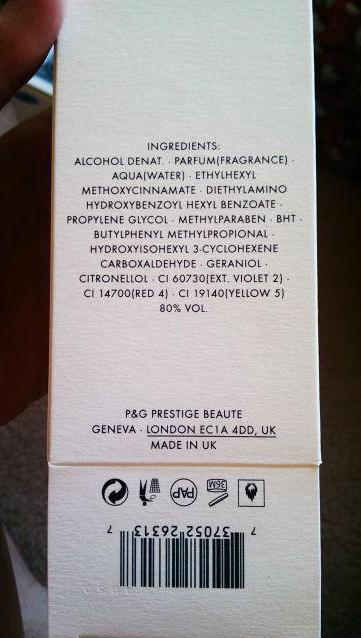 INGREDIENTS:
ALCOHOL DENAT. · PARFUM(FRAGRANCE) ·
AQUA(WATER) · ETHYLHEXYL
METHOXYCINNAMATE · DIETHYLAMINO
HYDROXYBENZOYL HEXYL BENZOATE ·
PROPYLENE GLYCOL · METHYLPARABEN · BHT ·
BUTYLPHENYL METHYLPROPIONAL ·
HYDROXYISOHEXYL 3-CYCLOHEXENE
CARBOXALDEHYDE · GERANIOL ·
CITRONELLOL · CI 60730(EXT. VIOLET 2) ·
CI 14700(RED 4) · CI 19140(YELLOW 5)
80% VOL.
P&G PRESTIGE BEAUTE
GENEVA · LONDON EC1A 4DD, UK
MADE IN UK
PAP 36M
7 37052 26313 7